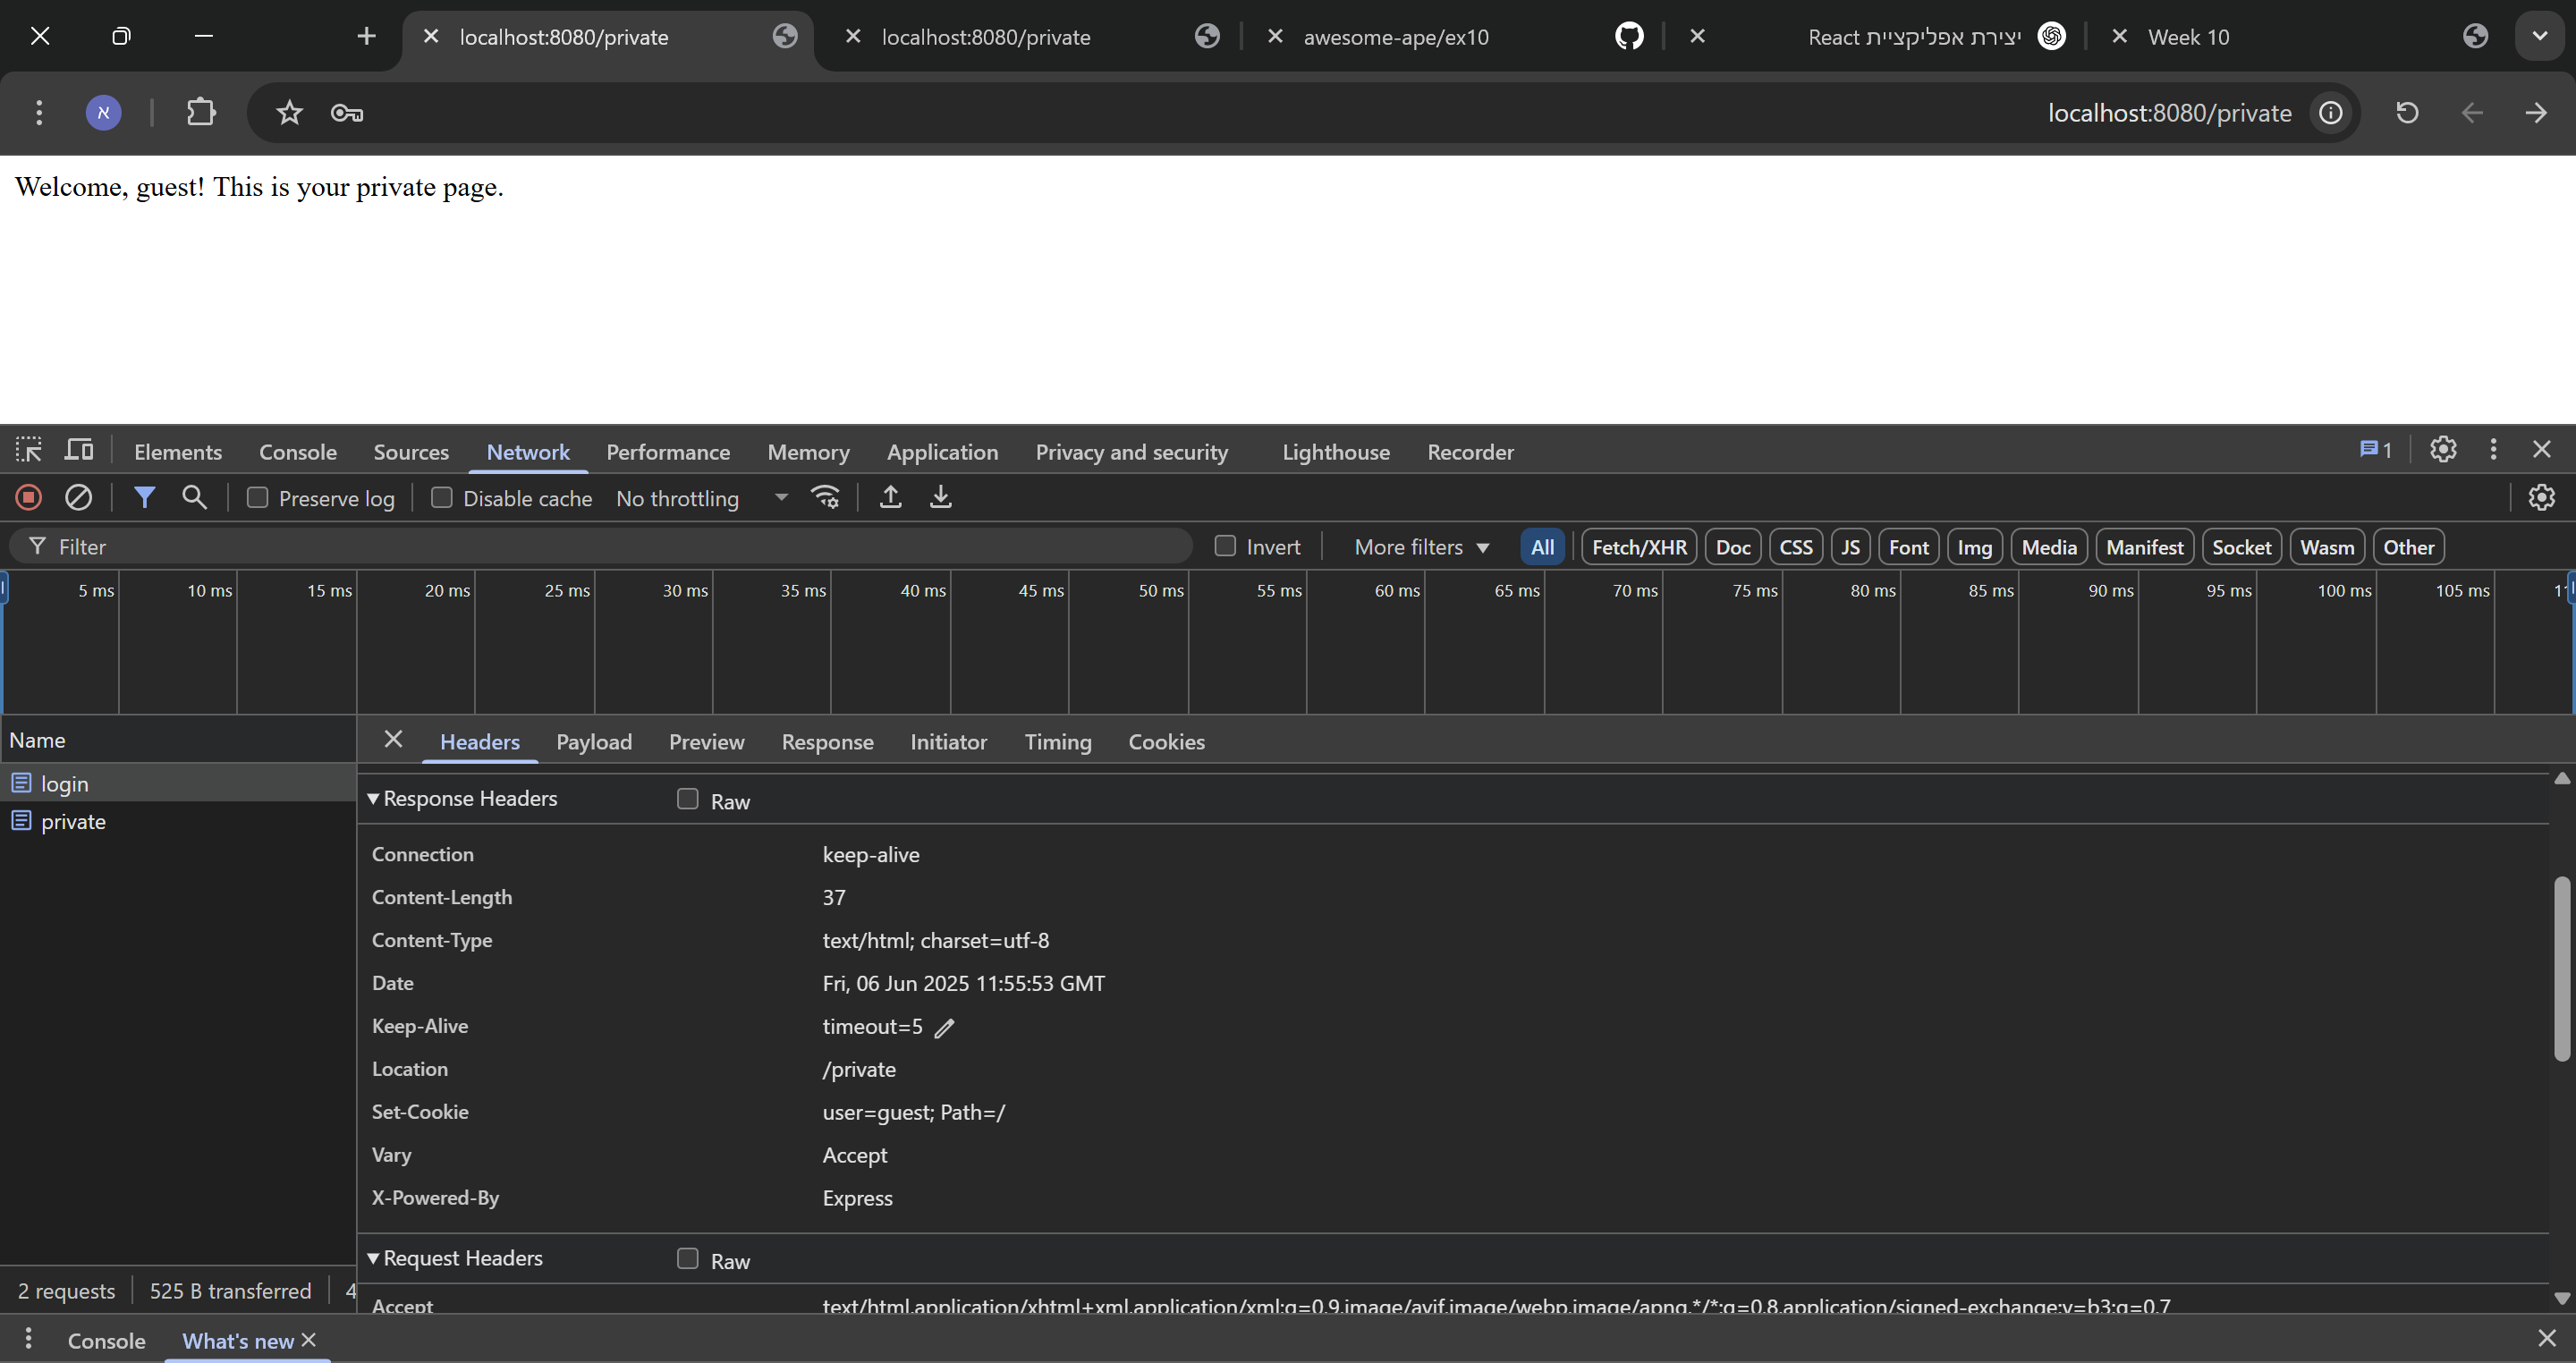 localhost:8080/private
localhost:8080/private
awesome-ape/ex10
יצירת אפליקציית React
Week 10
א
localhost:8080/private
Welcome, guest! This is your private page.
Elements Console Sources Network Performance Memory Application Privacy and security Lighthouse Recorder 1
Preserve log Disable cache No throttling
Filter Invert More filters All Fetch/XHR Doc CSS JS Font Img Media Manifest Socket Wasm Other
5 ms 10 ms 15 ms 20 ms 25 ms 30 ms 35 ms 40 ms 45 ms 50 ms 55 ms 60 ms 65 ms 70 ms 75 ms 80 ms 85 ms 90 ms 95 ms 100 ms 105 ms
Name
login
private
2 requests 525 B transferred 4
Headers Payload Preview Response Initiator Timing Cookies
Response Headers Raw
Connection keep-alive
Content-Length 37
Content-Type text/html; charset=utf-8
Date Fri, 06 Jun 2025 11:55:53 GMT
Keep-Alive timeout=5
Location /private
Set-Cookie user=guest; Path=/
Vary Accept
X-Powered-By Express
Request Headers Raw
Accept text/html,application/xhtml+xml,application/xml;q=0.9,image/avif,image/webp,image/apng,*/*;q=0.8,application/signed-exchange;v=b3;q=0.7
Console What's new